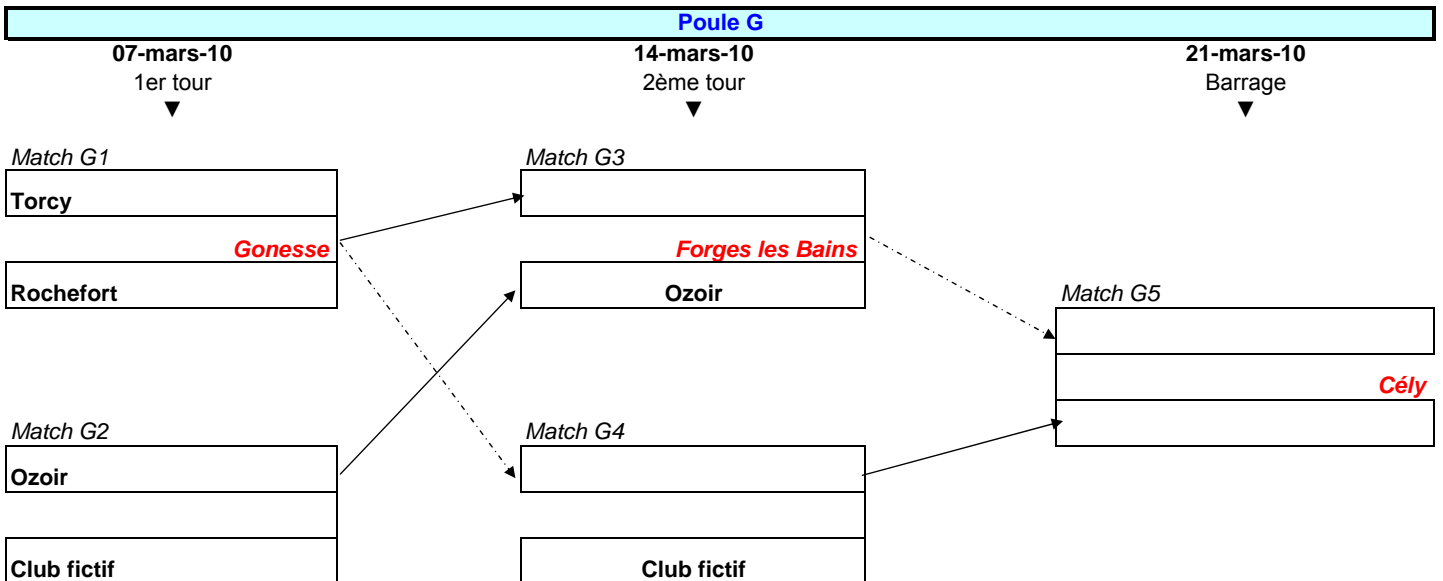 Poule G
07-mars-10 14-mars-10 21-mars-10
1er tour 2ème tour Barrage
▼ ▼ ▼
Match G1 Match G3
Torcy
Gonesse Forges les Bains
Rochefort Ozoir Match G5
Cély
Match G2 Match G4
Ozoir
Club fictif Club fictif